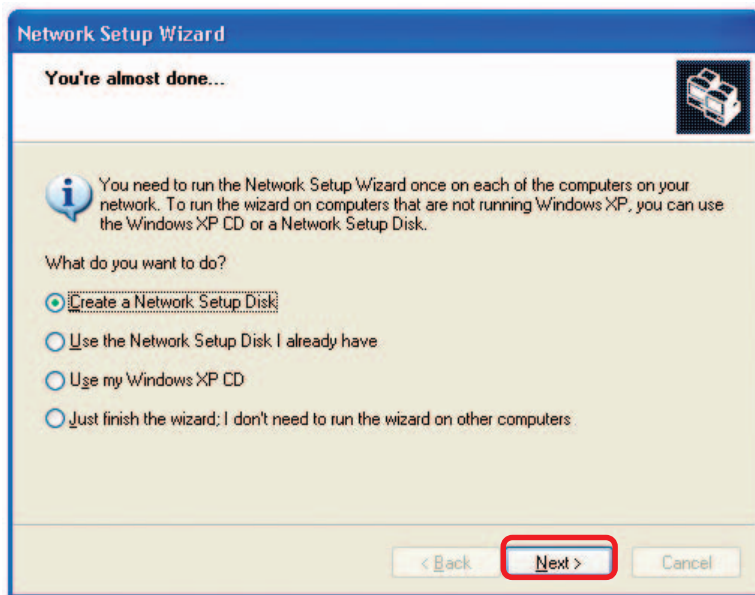 Network Setup Wizard
You're almost done...
You need to run the Network Setup Wizard once on each of the computers on your
network. To run the wizard on computers that are not running Windows XP, you can use
the Windows XP CD or a Network Setup Disk.
What do you want to do?
Create a Network Setup Disk
Use the Network Setup Disk I already have
Use my Windows XP CD
Just finish the wizard; I don't need to run the wizard on other computers
< Back
Next >
Cancel